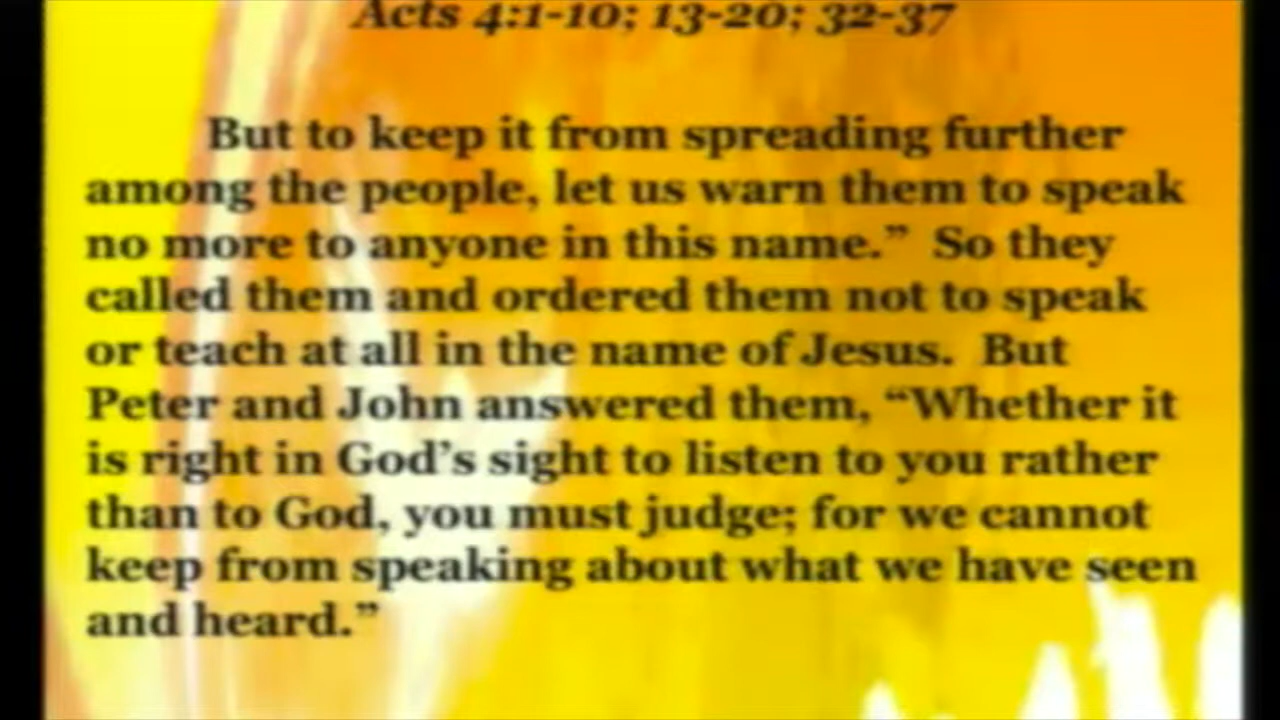 Acts 4:1-10; 13-20; 32-37
But to keep it from spreading further
among the people, let us warn them to speak
no more to anyone in this name.”  So they
called them and ordered them not to speak
or teach at all in the name of Jesus.  But
Peter and John answered them, “Whether it
is right in God’s sight to listen to you rather
than to God, you must judge; for we cannot
keep from speaking about what we have seen
and heard.”